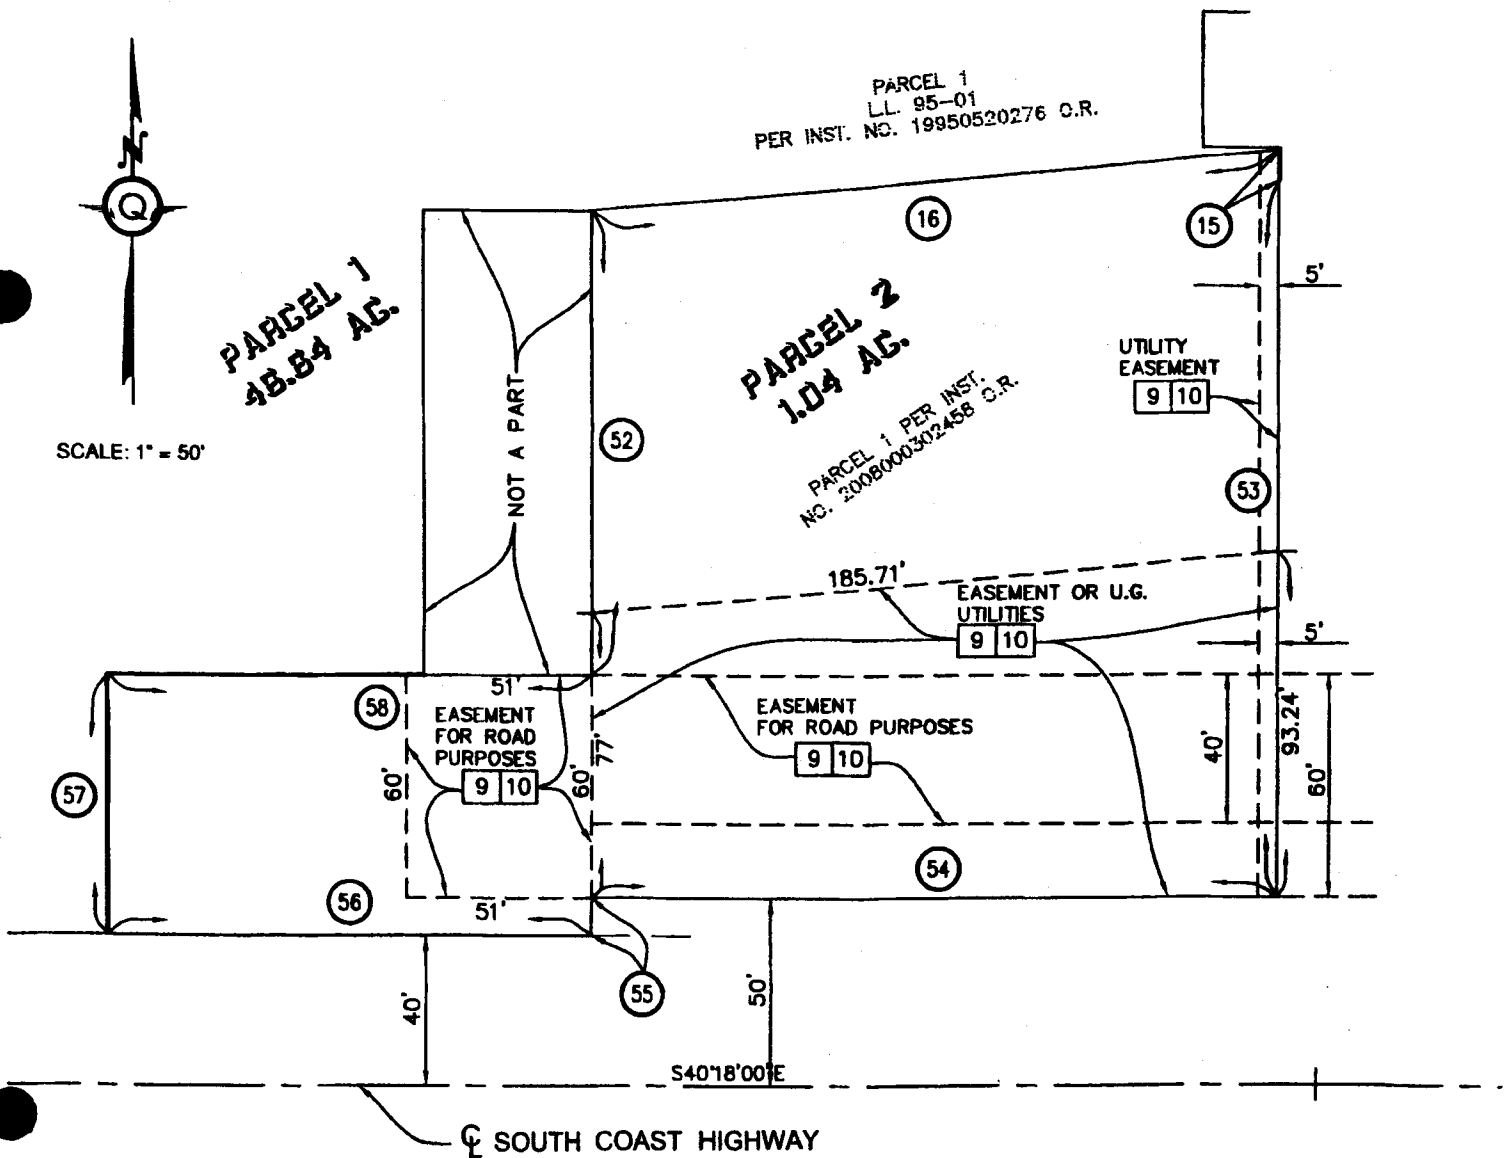 PARCEL 1
LL. 95-01
PER INST. NO. 19950520276 O.R.
N
Q
16
15
5'
PARCEL 1
48.84 AC.
PARCEL 2
1.04 AC.
UTILITY
EASEMENT
9 10
SCALE: 1" = 50'
NOT A PART
52
PARCEL 1 PER INST.
NO. 2008000302458 O.R.
53
185.71'
EASEMENT OR U.G.
UTILITIES
9 10
5'
58
51'
EASEMENT
FOR ROAD
PURPOSES
9 10
60'
60'
77'
EASEMENT
FOR ROAD PURPOSES
9 10
40'
93.24'
60'
57
54
56
51'
55
40'
50'
S40°18'00"E
℄ SOUTH COAST HIGHWAY